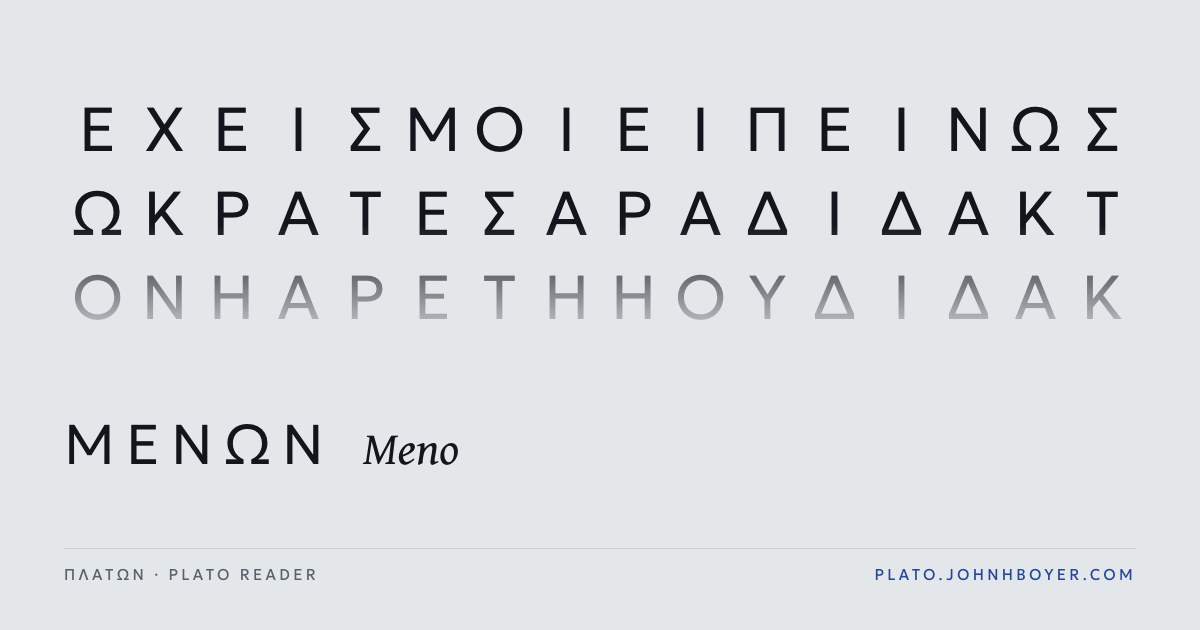 ΕΧΕΙΣΜΟΙΕΙΠΕΙΝΩΣ
ΩΚΡΑΤΕΣΑΡΑΔΙΔΑΚΤ
ΟΝΗΑΡΕΤΗΗΟΥΔΙΔΑΚ
ΜΕΝΩΝ Meno
ΠΛΑΤΩΝ · PLATO READER
PLATO.JOHNHBOYER.COM